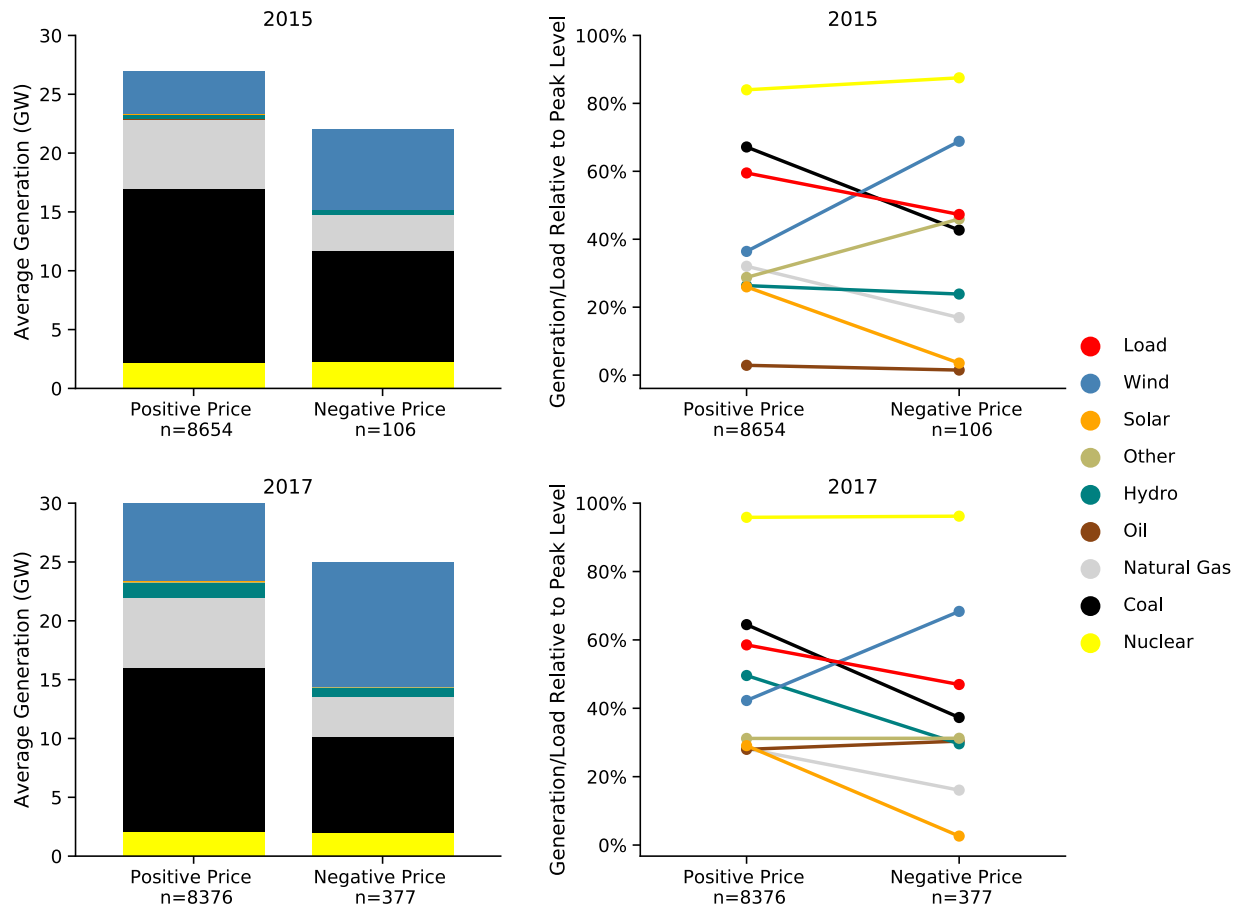 2015
30
25
20
15
10
5
0
Average Generation (GW)
Positive Price
n=8654
Negative Price
n=106
2015
100%
80%
60%
40%
20%
0%
Generation/Load Relative to Peak Level
Positive Price
n=8654
Negative Price
n=106
Load
Wind
Solar
Other
Hydro
Oil
Natural Gas
Coal
Nuclear
2017
30
25
20
15
10
5
0
Average Generation (GW)
Positive Price
n=8376
Negative Price
n=377
2017
100%
80%
60%
40%
20%
0%
Generation/Load Relative to Peak Level
Positive Price
n=8376
Negative Price
n=377